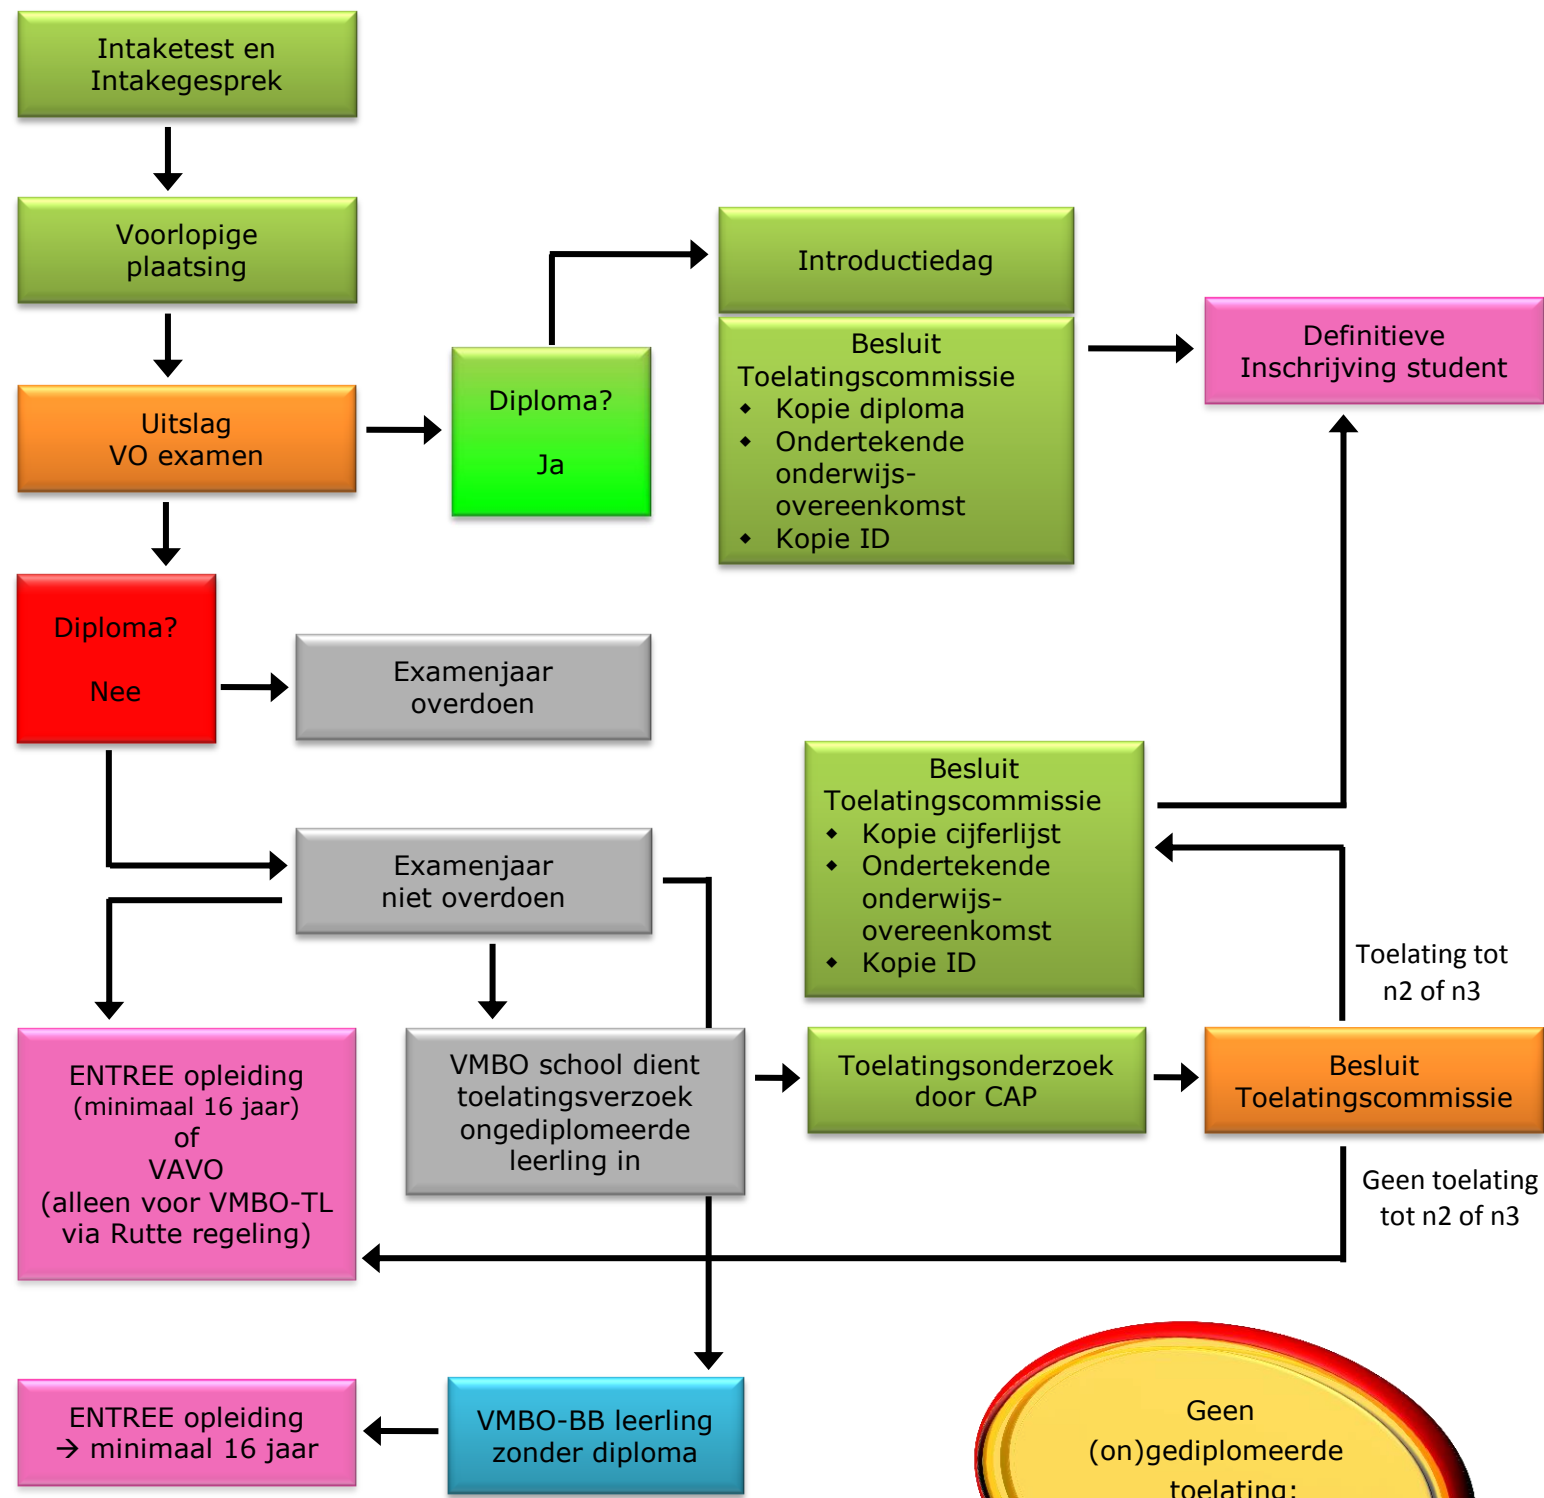 Intaketest en
Intakegesprek
Voorlopige
plaatsing
Uitslag
VO examen
Diploma?
Ja
Introductiedag
Besluit
Toelatingscommissie
◆ Kopie diploma
◆ Ondertekende
onderwijs-
overeenkomst
◆ Kopie ID
Definitieve
Inschrijving student
Diploma?
Nee
Examenjaar
overdoen
Examenjaar
niet overdoen
Besluit
Toelatingscommissie
◆ Kopie cijferlijst
◆ Ondertekende
onderwijs-
overeenkomst
◆ Kopie ID
Toelating tot
n2 of n3
ENTREE opleiding
(minimaal 16 jaar)
of
VAVO
(alleen voor VMBO-TL
via Rutte regeling)
VMBO school dient
toelatingsverzoek
ongediplomeerde
leerling in
Toelatingsonderzoek
door CAP
Besluit
Toelatingscommissie
Geen toelating
tot n2 of n3
ENTREE opleiding
→ minimaal 16 jaar
VMBO-BB leerling
zonder diploma
Geen
(on)gediplomeerde
toelating: